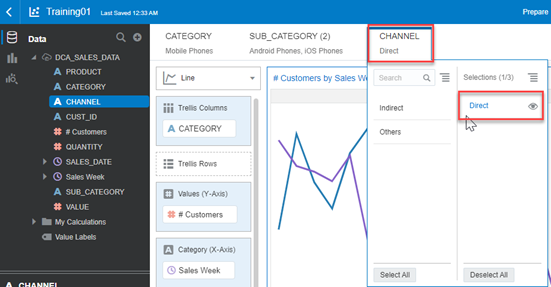 Training01 Last Saved 12:33 AM Prepare
Data
DCA_SALES_DATA
A PRODUCT
A CATEGORY
A CHANNEL
A CUST_ID
# Customers
QUANTITY
SALES_DATE
Sales Week
A SUB_CATEGORY
VALUE
My Calculations
Value Labels
A CHANNEL
CATEGORY
Mobile Phones
SUB_CATEGORY (2)
Android Phones, iOS Phones
CHANNEL
Direct
Line
Trellis Columns
A CATEGORY
Trellis Rows
Values (Y-Axis)
# Customers
Category (X-Axis)
Sales Week
# Customers by Sales Wee
Search
Indirect
Others
Select All
Selections (1/3)
Direct
Deselect All